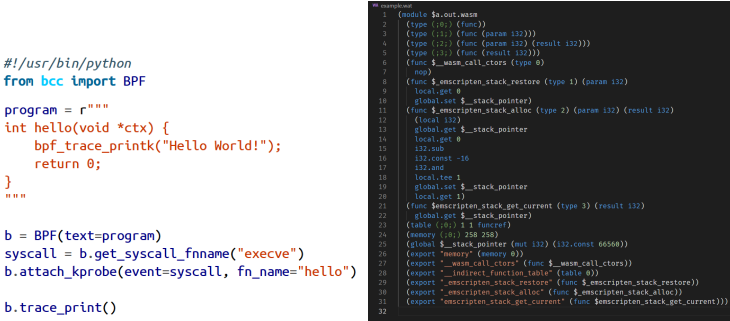 #!/usr/bin/python
from bcc import BPF
program = r"""
int hello(void *ctx) {
    bpf_trace_printk("Hello World!");
    return 0;
}
"""
b = BPF(text=program)
syscall = b.get_syscall_fnname("execve")
b.attach_kprobe(event=syscall, fn_name="hello")
b.trace_print()
example.wat
1 (module $a.out.wasm
2   (type (;0;) (func))
3   (type (;1;) (func (param i32)))
4   (type (;2;) (func (param i32) (result i32)))
5   (type (;3;) (func (result i32)))
6   (func $__wasm_call_ctors (type 0)
7     nop)
8   (func $_emscripten_stack_restore (type 1) (param i32)
9     local.get 0
10     global.set $__stack_pointer)
11   (func $_emscripten_stack_alloc (type 2) (param i32) (result i32)
12     (local i32)
13     global.get $__stack_pointer
14     local.get 0
15     i32.sub
16     i32.const -16
17     i32.and
18     local.tee 1
19     global.set $__stack_pointer
20     local.get 1)
21   (func $emscripten_stack_get_current (type 3) (result i32)
22     global.get $__stack_pointer)
23   (table (;0;) 1 1 funcref)
24   (memory (;0;) 258 258)
25   (global $__stack_pointer (mut i32) (i32.const 66560))
26   (export "memory" (memory 0))
27   (export "__wasm_call_ctors" (func $__wasm_call_ctors))
28   (export "__indirect_function_table" (table 0))
29   (export "_emscripten_stack_restore" (func $_emscripten_stack_restore))
30   (export "_emscripten_stack_alloc" (func $_emscripten_stack_alloc))
31   (export "emscripten_stack_get_current" (func $emscripten_stack_get_current)))
32